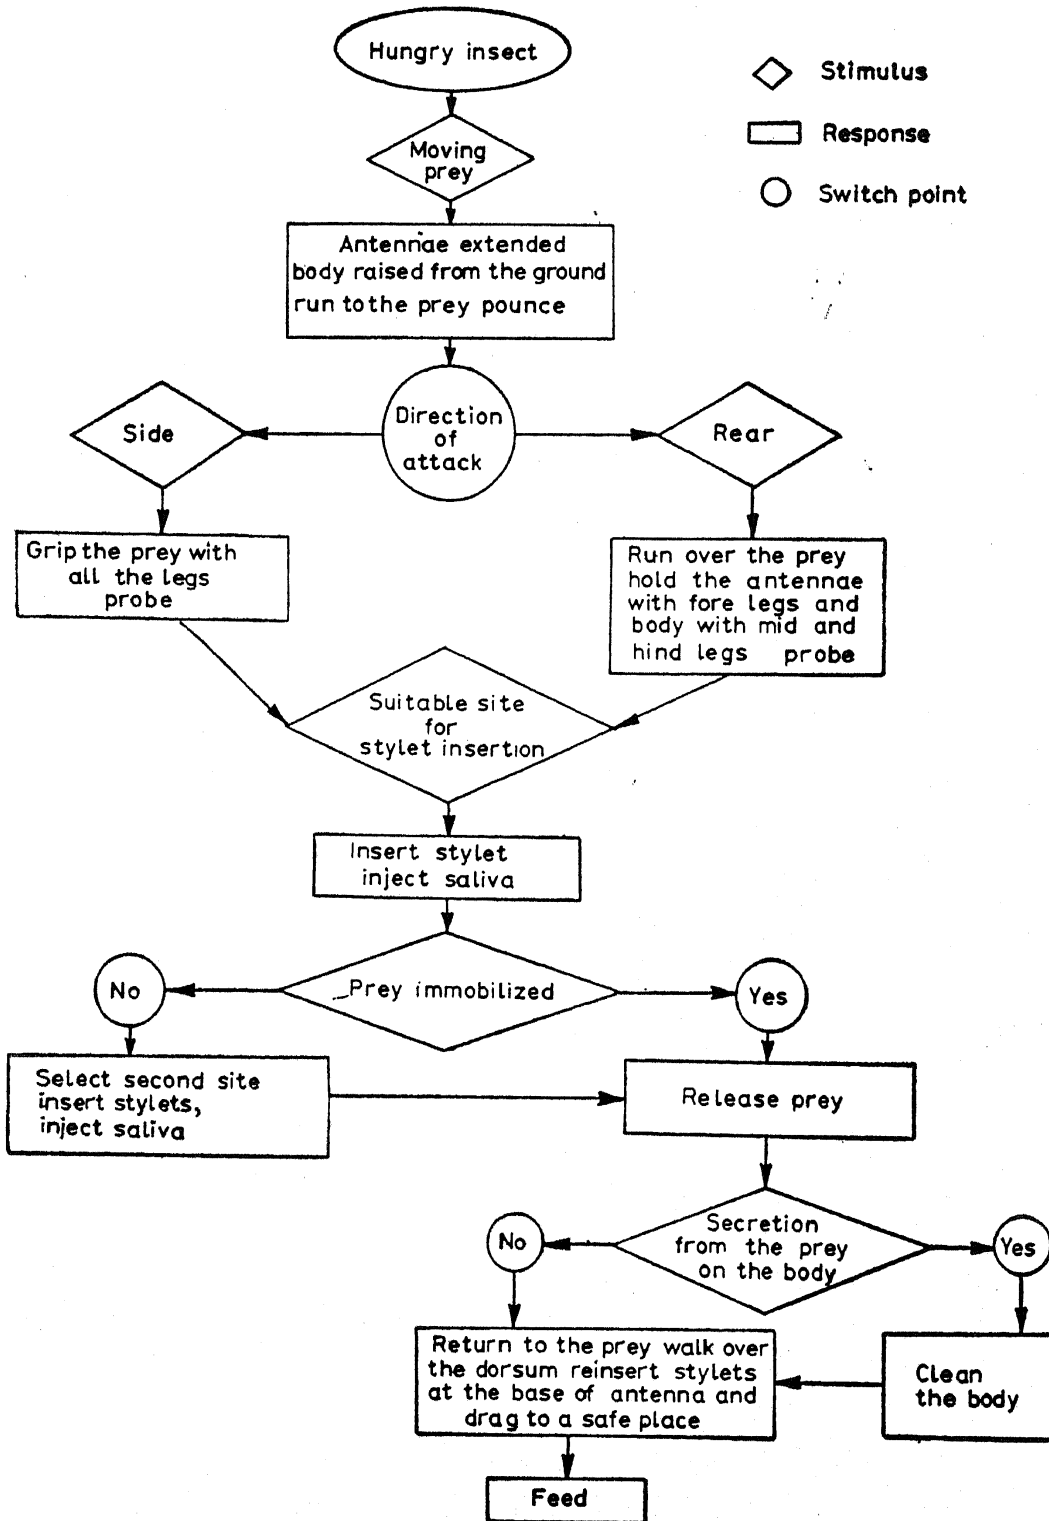 Hungry insect
Stimulus
Response
Switch point
Moving
prey
Antennae extended
body raised from the ground
run to the prey pounce
Direction
of
attack
Side
Rear
Grip the prey with
all the legs
probe
Run over the prey
hold the antennae
with fore legs and
body with mid and
hind legs probe
Suitable site
for
stylet insertion
Insert stylet
inject saliva
Prey immobilized
No
Yes
Select second site
insert stylets,
inject saliva
Release prey
Secretion
from the prey
on the body
No
Yes
Return to the prey walk over
the dorsum reinsert stylets
at the base of antenna and
drag to a safe place
Clean
the body
Feed